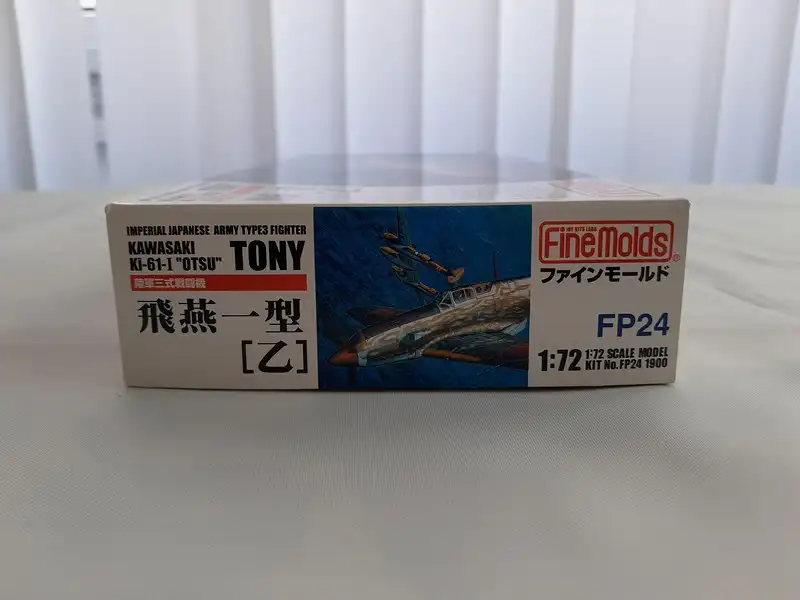 IMPERIAL JAPANESE ARMY TYPE3 FIGHTER
KAWASAKI
Ki-61-I "OTSU"
TONY
陸軍三式戦闘機
飛燕一型
[乙]
FineMolds
®
ファインモールド
FP24
1:72
1:72 SCALE MODEL
KIT No. FP24 1900